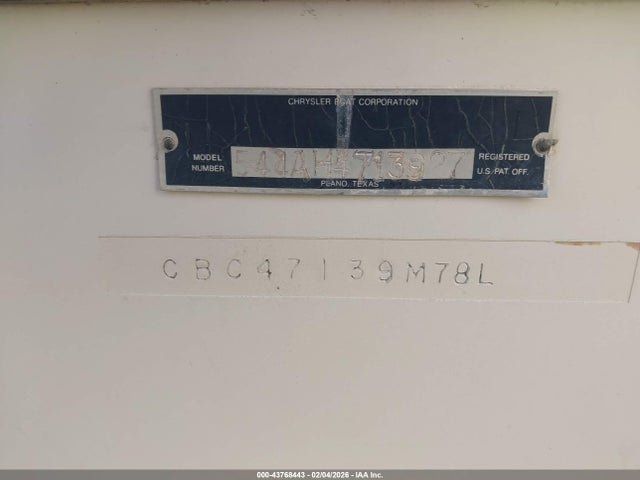 CHRYSLER BOAT CORPORATION
MODEL NUMBER
REGISTERED U.S. PAT. OFF.
PLANO, TEXAS
CBC47139M78L
000-43768443 - 02/04/2026 - IAA Inc.